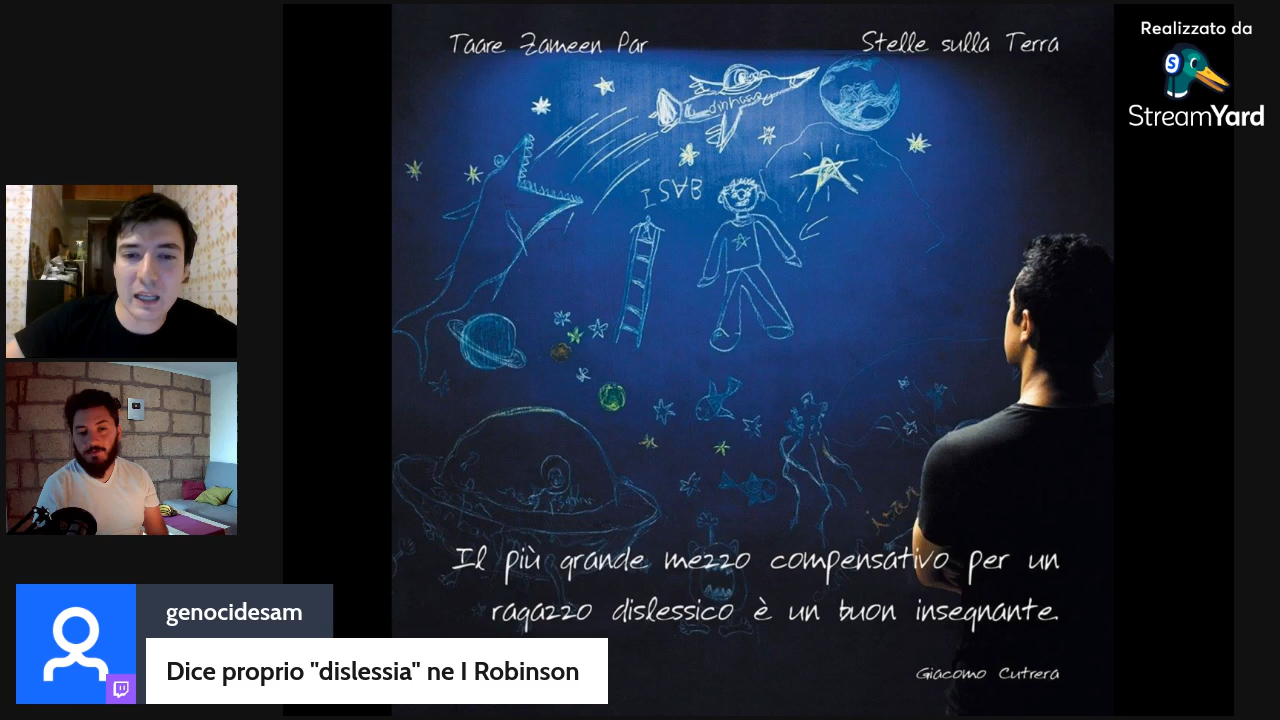 Taare Zameen Par
Stelle sulla Terra
Realizzato da
S
StreamYard
BAS I
Il più grande mezzo compensativo per un
ragazzo dislessico è un buon insegnante.
Giacomo Cutrera
genocidesam
Dice proprio "dislessia" ne I Robinson